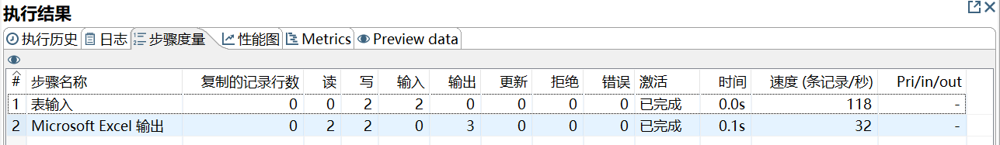 执行结果
执行历史 日志 步骤度量 性能图 Metrics Preview data
# 步骤名称 复制的记录行数 读 写 输入 输出 更新 拒绝 错误 激活 时间 速度 (条记录/秒) Pri/in/out
1 表输入 0 0 2 2 0 0 0 0 已完成 0.0s 118 -
2 Microsoft Excel 输出 0 2 2 0 3 0 0 0 已完成 0.1s 32 -